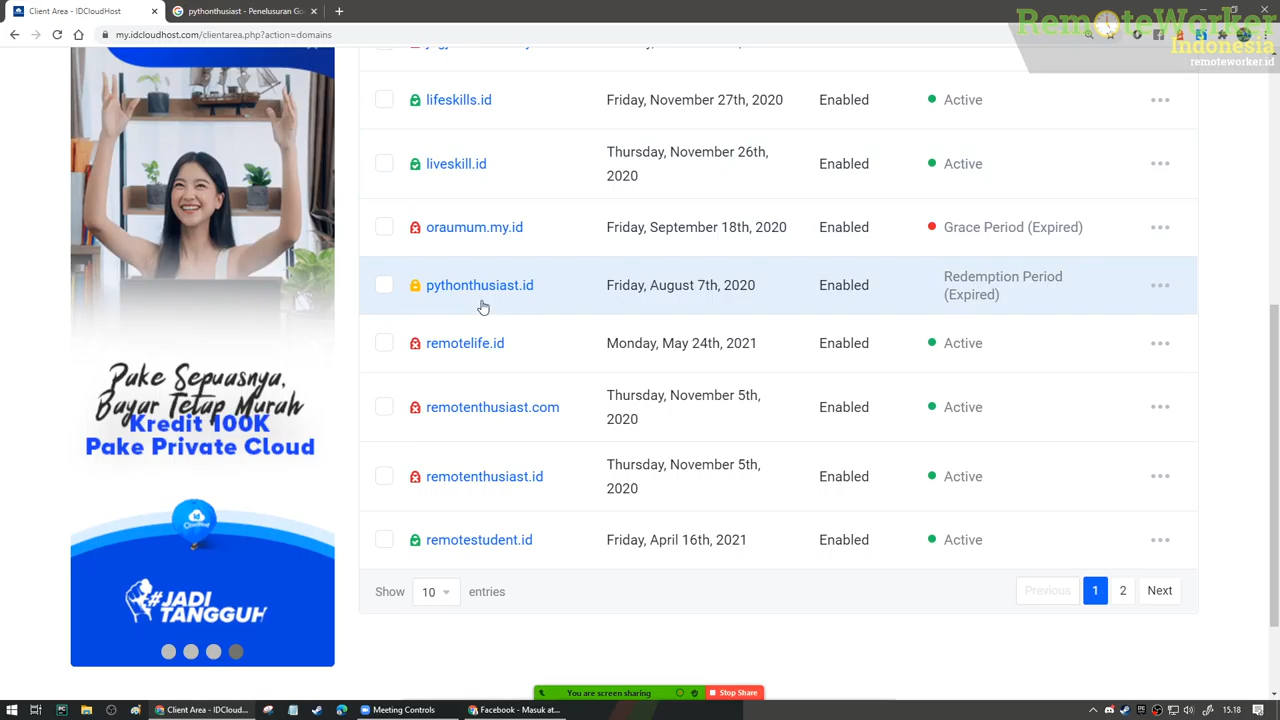 Client Area - IDCloudHost
Penelusuran Go
my.idcloudhost.com/clientarea.php?action=domains
RemoteWorker
Indonesia
remoteworker.id
lifeskills.id
Friday, November 27th, 2020
Enabled
Active
liveskill.id
Thursday, November 26th,
2020
Enabled
Active
oraumum.my.id
Friday, September 18th, 2020
Enabled
Grace Period (Expired)
pythonthusiast.id
Friday, August 7th, 2020
Enabled
Redemption Period
(Expired)
remotelife.id
Monday, May 24th, 2021
Enabled
Active
remotenthusiast.com
Thursday, November 5th,
2020
Enabled
Active
remotenthusiast.id
Thursday, November 5th,
2020
Enabled
Active
remotestudent.id
Friday, April 16th, 2021
Enabled
Active
Show 10 entries
Previous 1 2 Next
Pake Sepuasnya,
Bayar Tetap Murah
Kredit 100K
Pake Private Cloud
id
CloudHost
#JADI
TANGGUH
You are screen sharing
Stop Share
Client Area - IDClou...
Meeting Controls
Facebook - Masuk at...
15.18